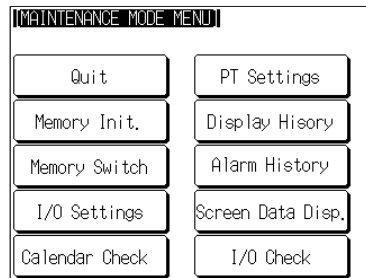 [MAINTENANCE MODE MENU]
Quit
PT Settings
Memory Init.
Display Hisory
Memory Switch
Alarm History
I/O Settings
Screen Data Disp.
Calendar Check
I/O Check